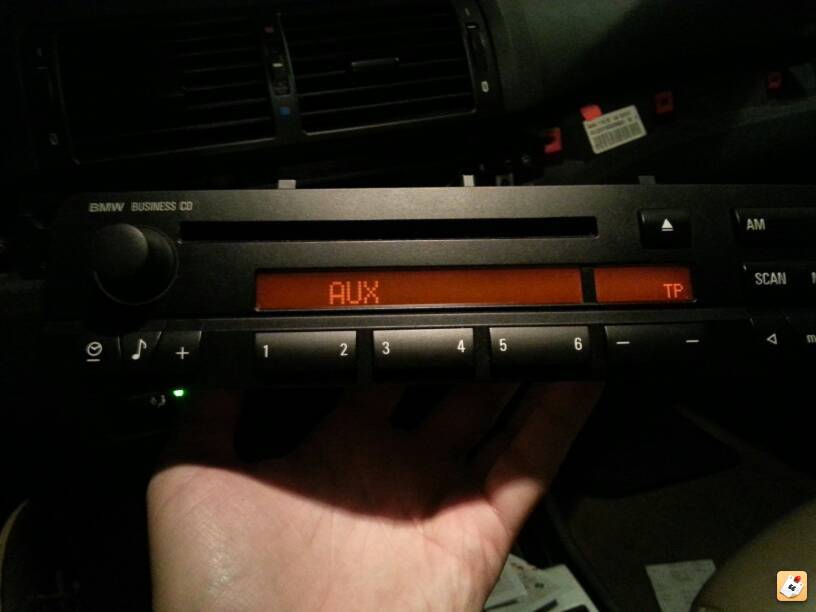 BMW BUSINESS CD
AM
AUX
TP
SCAN
1 2 3 4 5 6